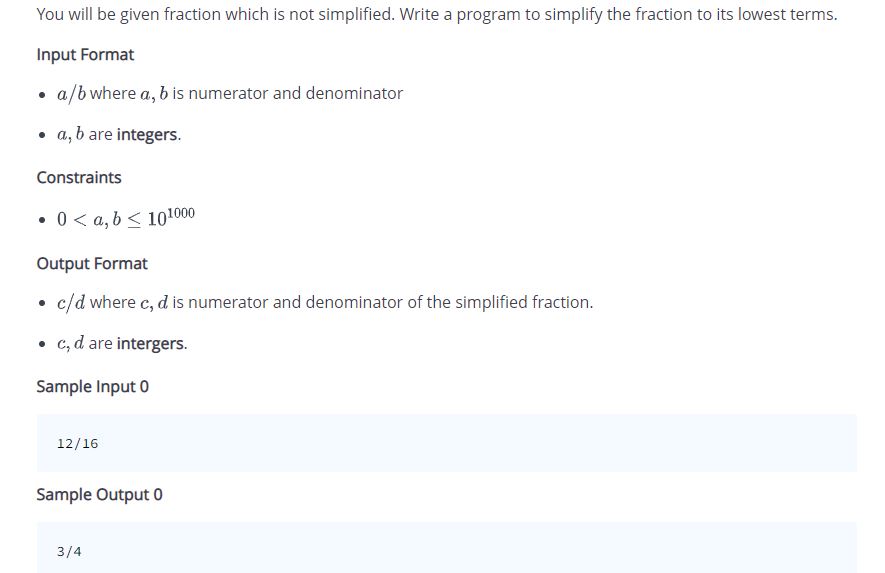 You will be given fraction which is not simplified. Write a program to simplify the fraction to its lowest terms.
Input Format
• a/b where a, b is numerator and denominator
• a, b are integers.
Constraints
• 0 < a, b ≤ 10^1000
Output Format
• c/d where c, d is numerator and denominator of the simplified fraction.
• c, d are intergers.
Sample Input 0
12/16
Sample Output 0
3/4